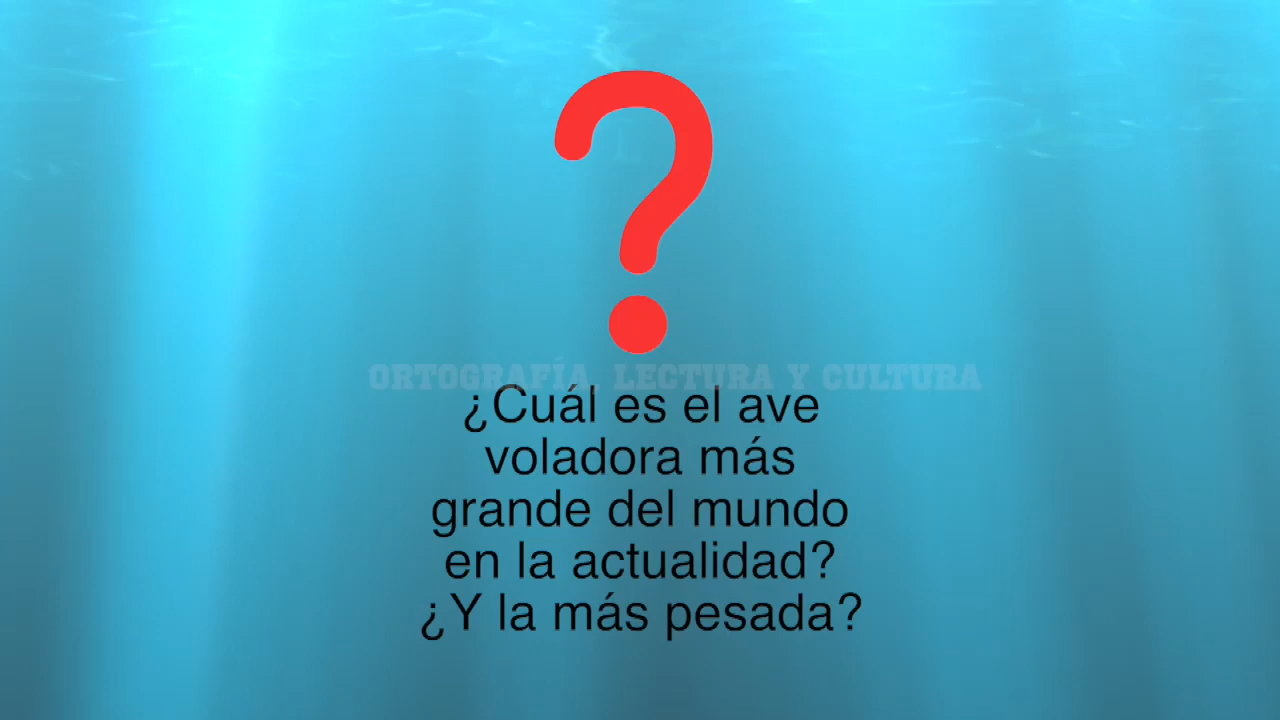 ORTOGRAFÍA, LECTURA Y CULTURA
¿Cuál es el ave
voladora más
grande del mundo
en la actualidad?
¿Y la más pesada?